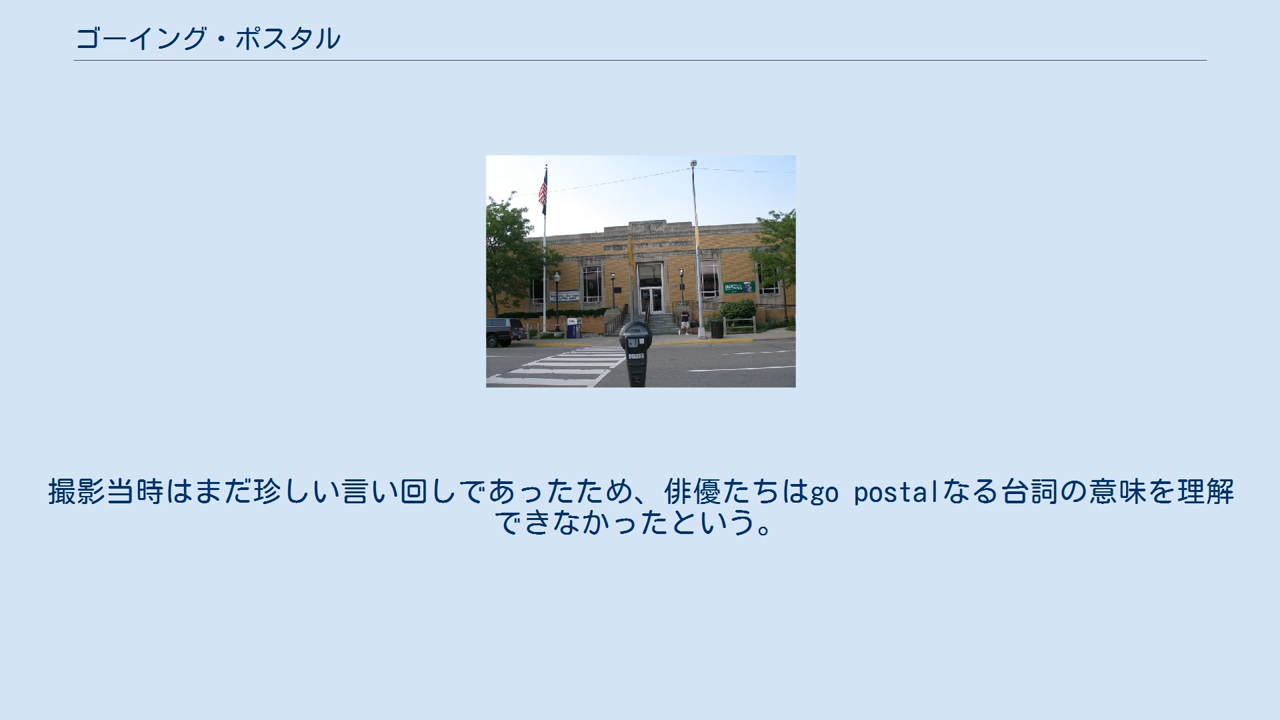 ゴーイング・ポスタル
撮影当時はまだ珍しい言い回しであったため、俳優たちはgo postalなる台詞の意味を理解
できなかったという。